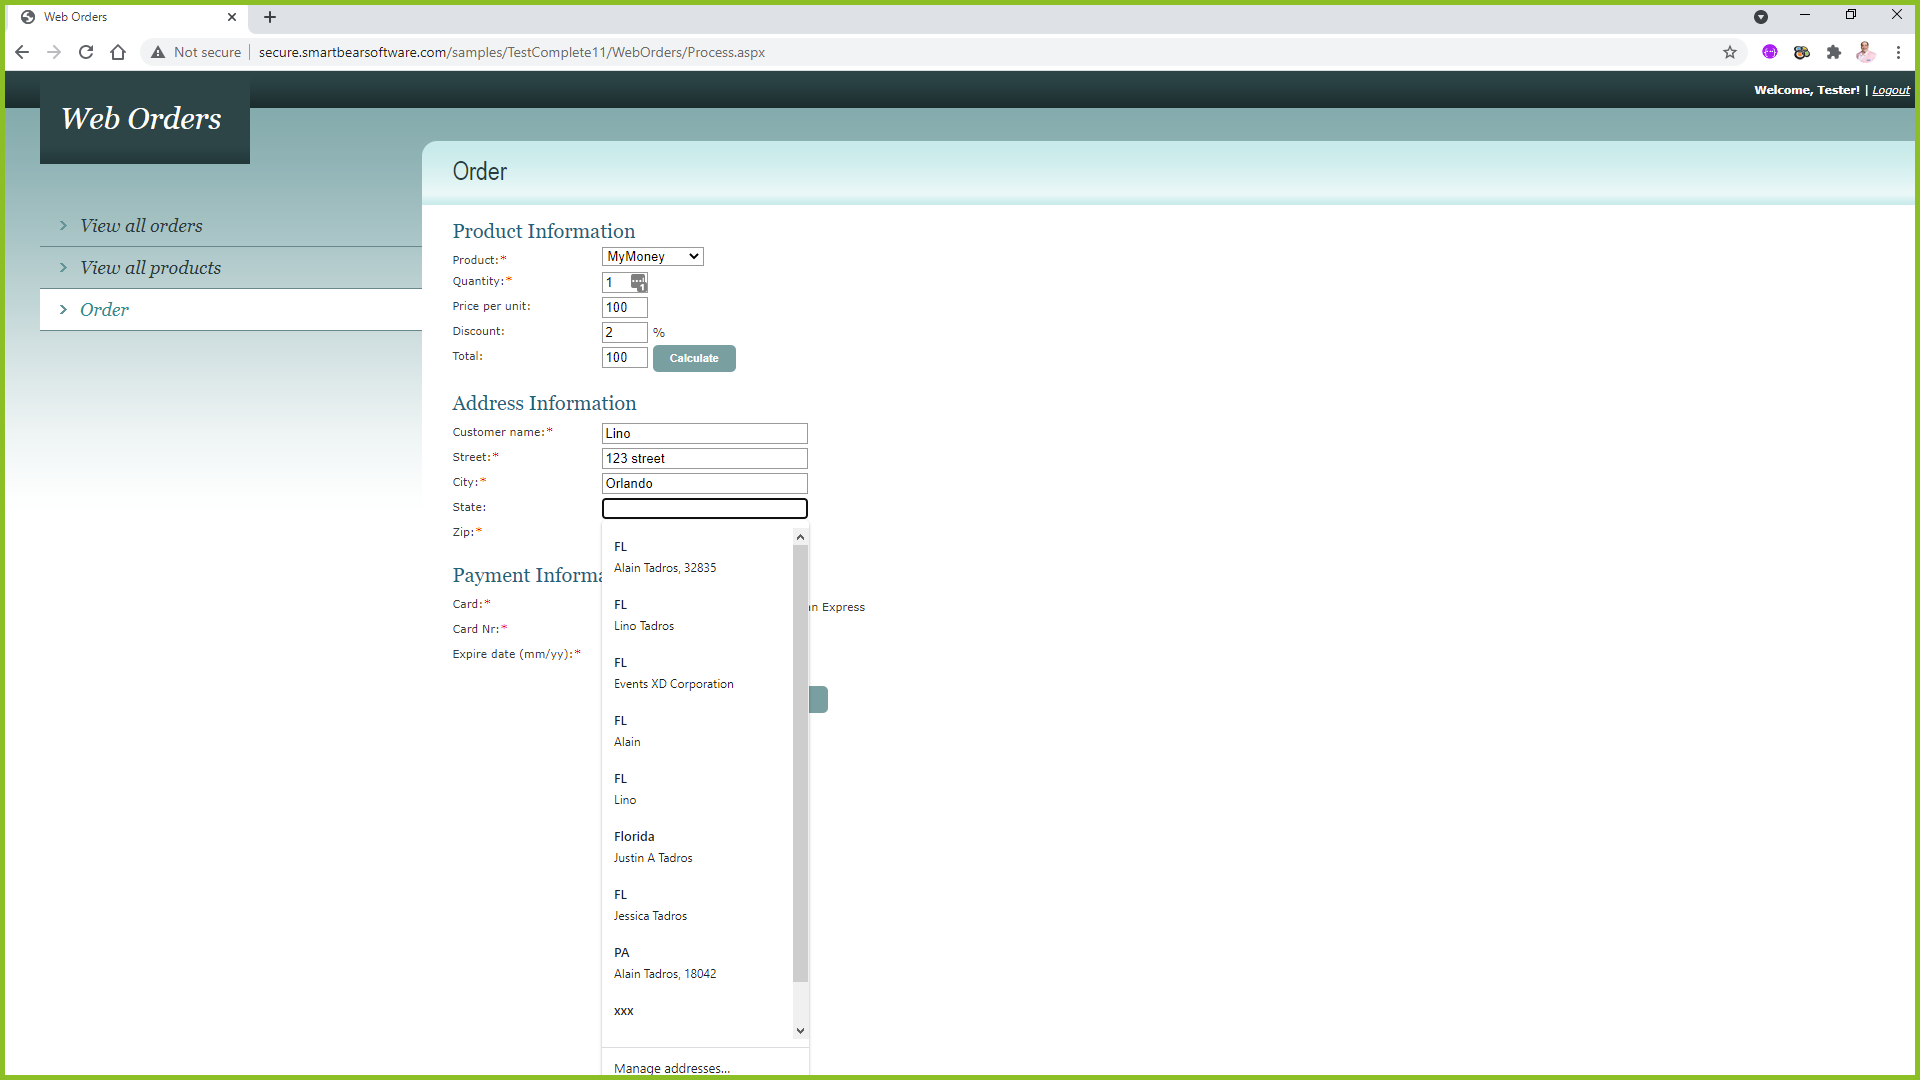 Web Orders
Not secure
secure.smartbearsoftware.com/samples/TestComplete11/WebOrders/Process.aspx
Welcome, Tester! | Logout
Web Orders
Order
View all orders
View all products
Order
Product Information
Product:* MyMoney
Quantity:* 1
Price per unit: 100
Discount: 2 %
Total: 100 Calculate
Address Information
Customer name:* Lino
Street:* 123 street
City:* Orlando
State:
Zip:*
FL
Alain Tadros, 32835
FL
Lino Tadros
FL
Events XD Corporation
FL
Alain
FL
Lino
Florida
Justin A Tadros
FL
Jessica Tadros
PA
Alain Tadros, 18042
xxx
Manage addresses...
Payment Informa
Card:* n Express
Card Nr:*
Expire date (mm/yy):*